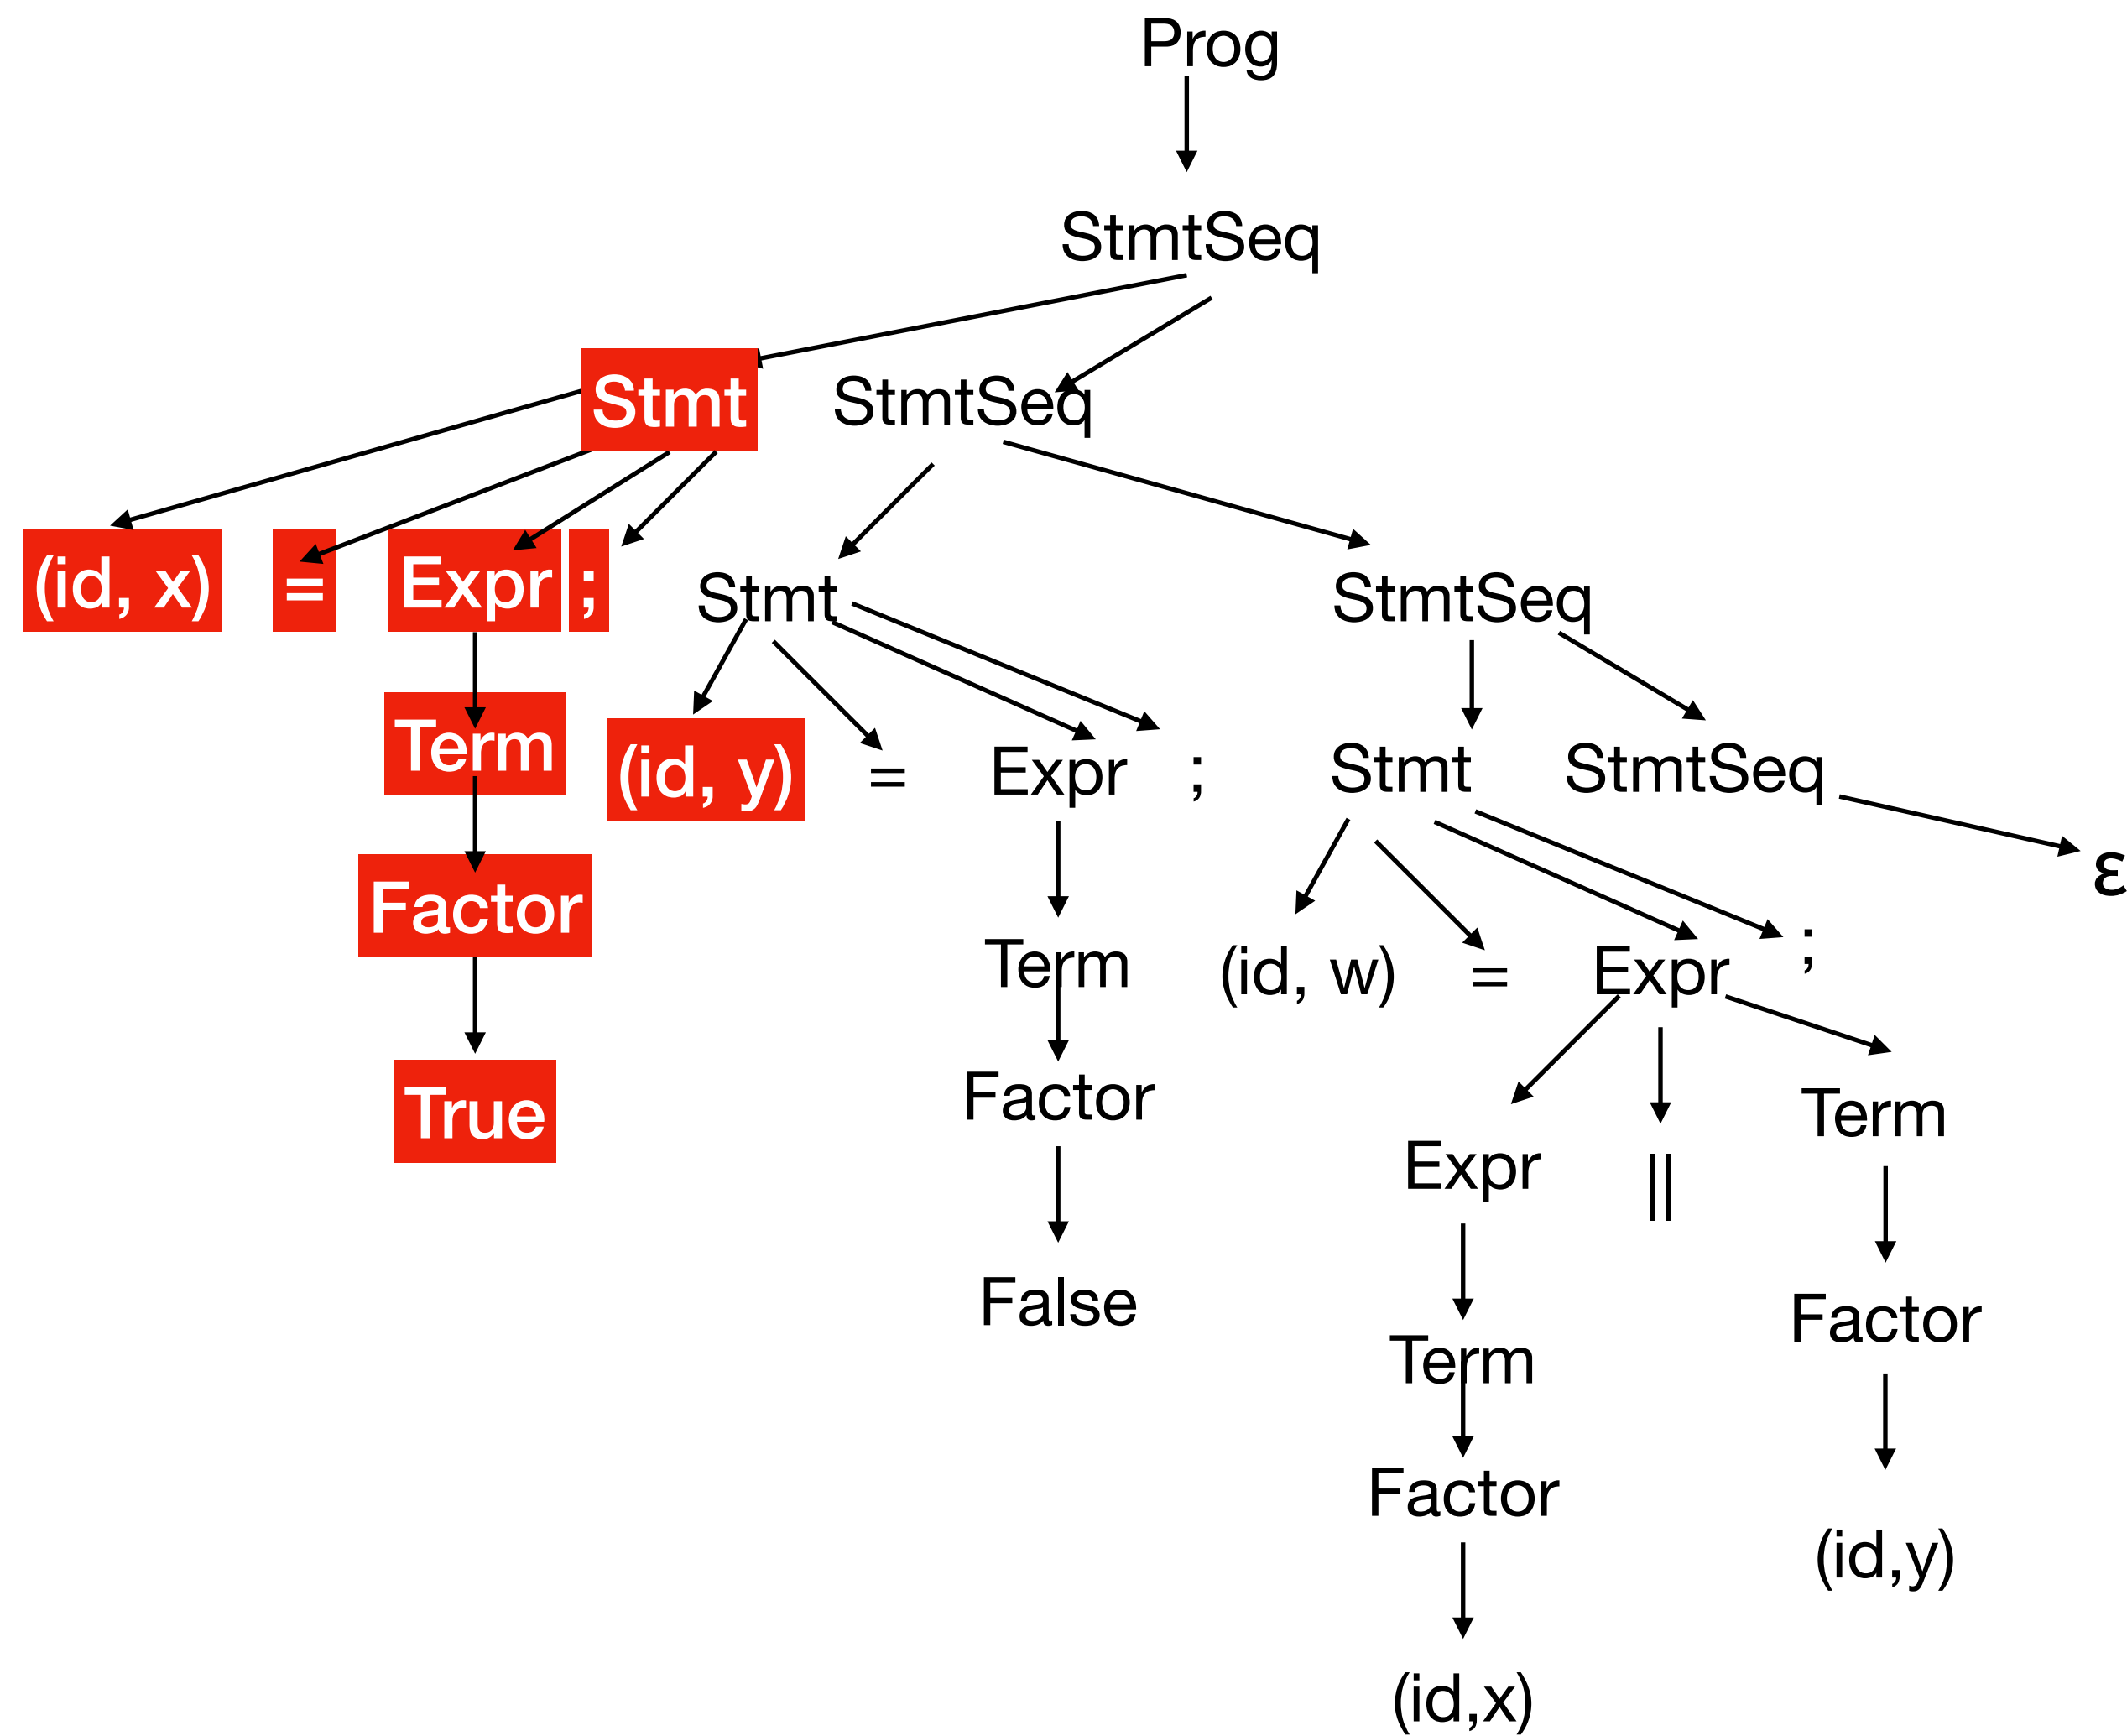 Prog
StmtSeq
Stmt StmtSeq
(id, x) = Expr ; Stmt StmtSeq
Term (id, y) = Expr ; Stmt StmtSeq
Factor ε
Term (id, w) = Expr ;
True Factor Expr || Term
False Term Factor
Factor (id,y)
(id,x)